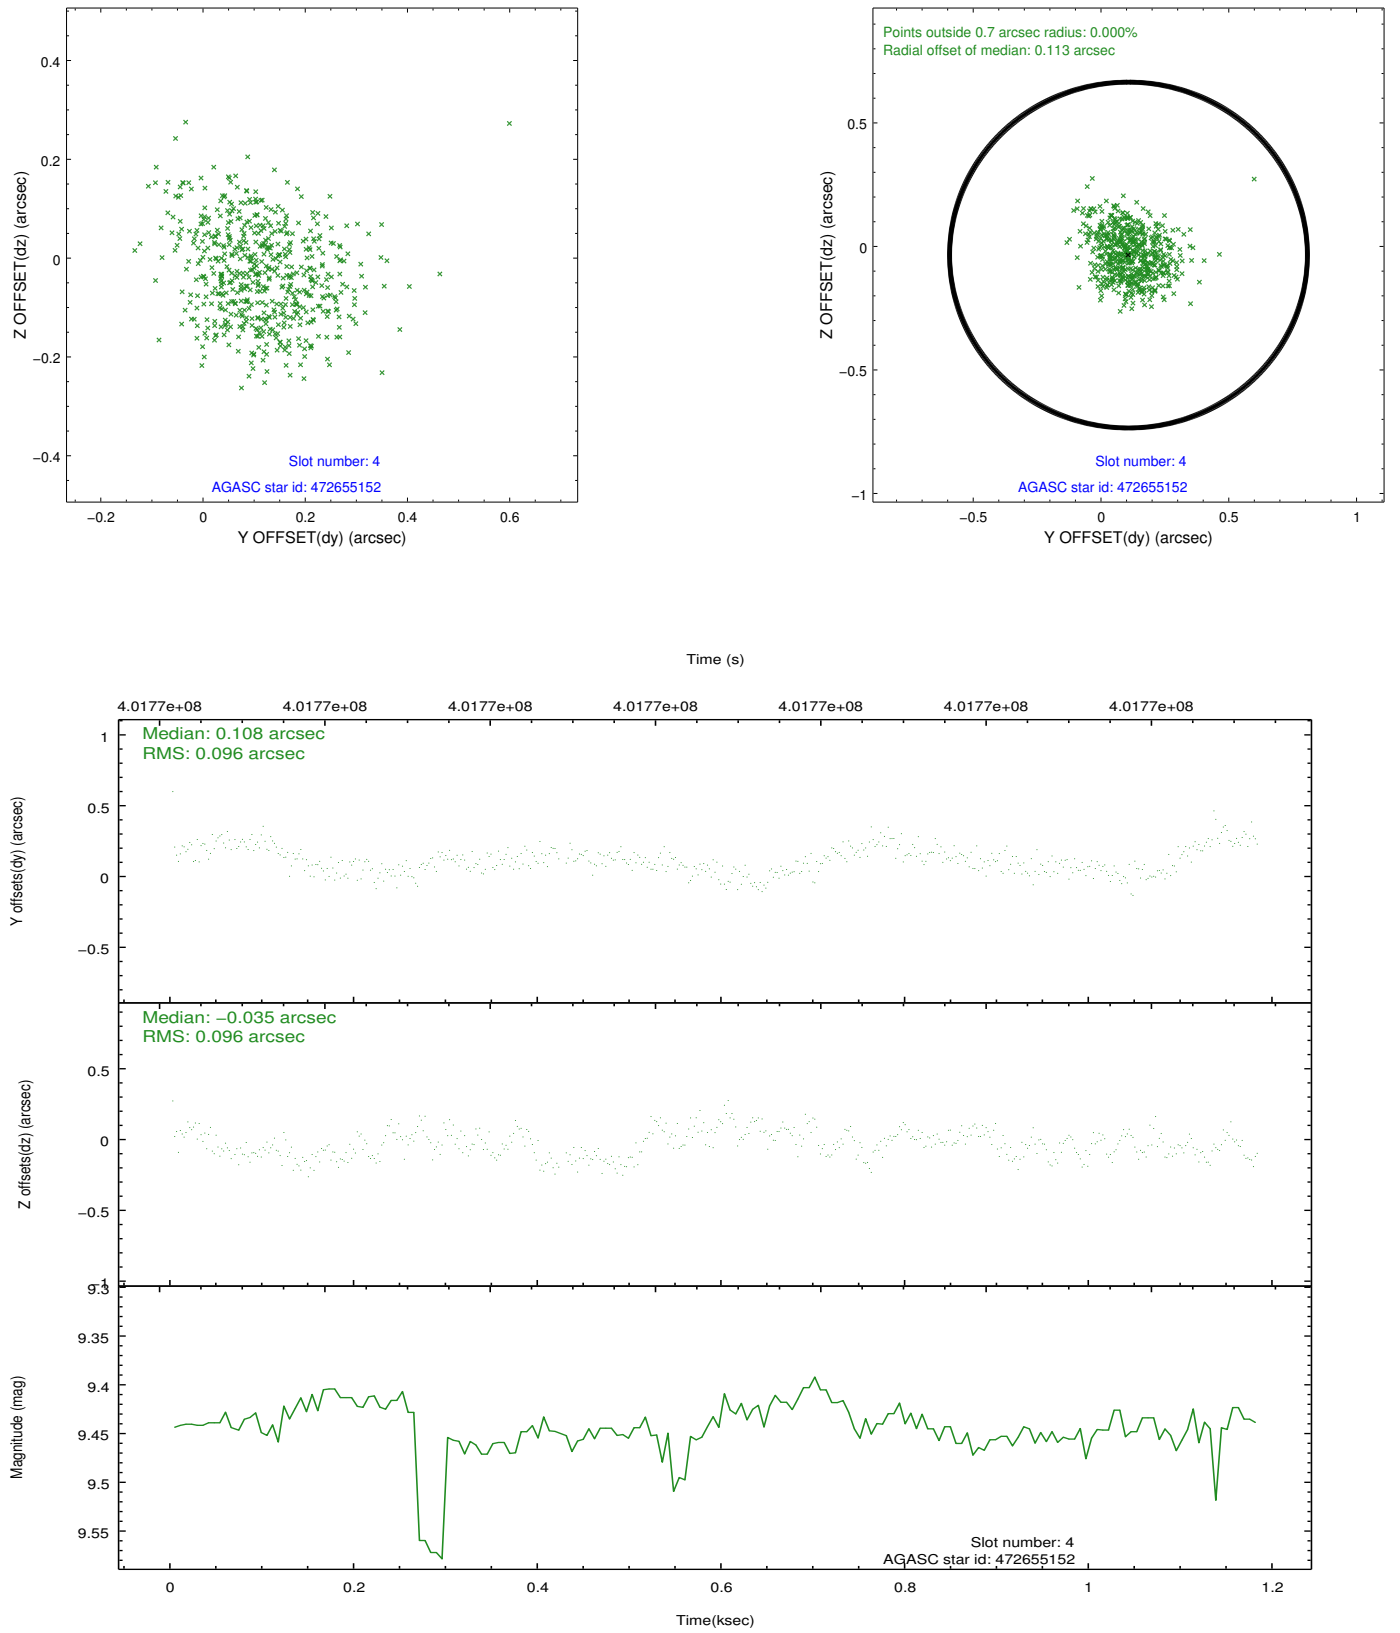 0.4
0.2
0
−0.2
−0.4
Z OFFSET(dz) (arcsec)
Slot number: 4
AGASC star id: 472655152
−0.2 0 0.2 0.4 0.6
Y OFFSET(dy) (arcsec)
Points outside 0.7 arcsec radius: 0.000%
Radial offset of median: 0.113 arcsec
0.5
0
−0.5
−1
Z OFFSET(dz) (arcsec)
Slot number: 4
AGASC star id: 472655152
−0.5 0 0.5 1
Y OFFSET(dy) (arcsec)
Time (s)
4.0177e+08 4.0177e+08 4.0177e+08 4.0177e+08 4.0177e+08 4.0177e+08 4.0177e+08
Median: 0.108 arcsec
RMS: 0.096 arcsec
1
0.5
0
−0.5
Y offsets(dy) (arcsec)
Median: −0.035 arcsec
RMS: 0.096 arcsec
0.5
0
−0.5
−1
Z offsets(dz) (arcsec)
9.3
9.35
9.4
9.45
9.5
9.55
Magnitude (mag)
Slot number: 4
AGASC star id: 472655152
0 0.2 0.4 0.6 0.8 1 1.2
Time(ksec)